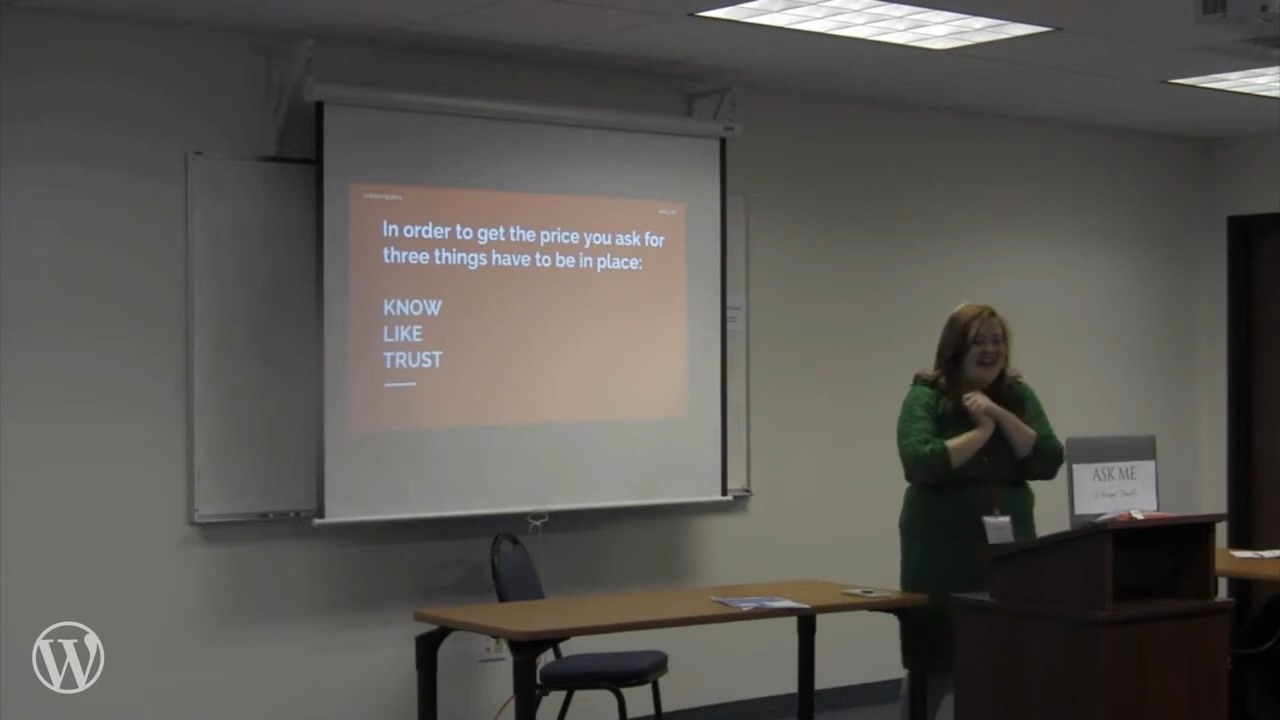 In order to get the price you ask for
three things have to be in place:
KNOW
LIKE
TRUST
ASK ME